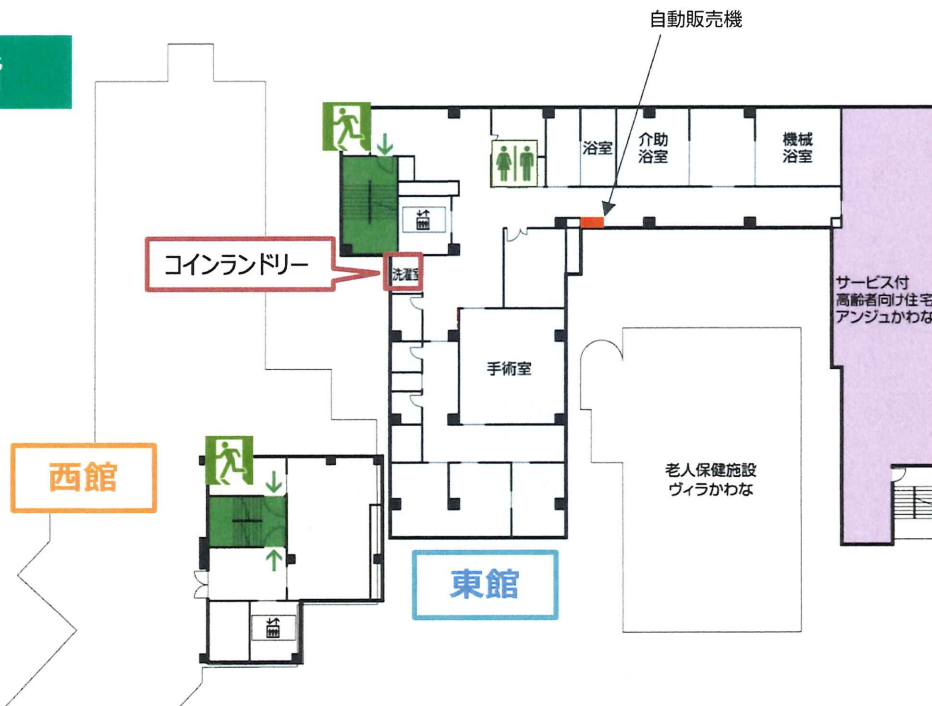 自動販売機
浴室
介助
浴室
機械
浴室
コインランドリー
洗濯室
サービス付
高齢者向け住宅
アンジュかわな
手術室
西館
老人保健施設
ヴィラかわな
東館